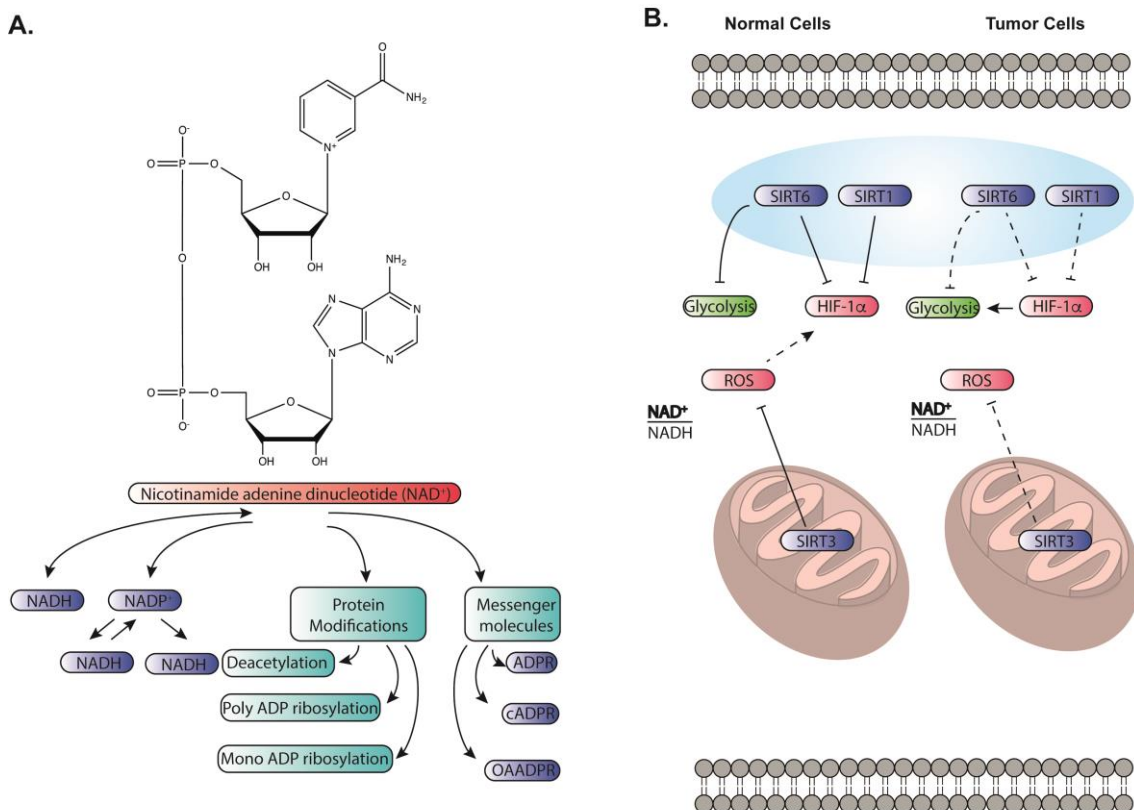 A.
O
NH₂
N⁺
O⁻
O
P
O
O
OH
OH
O
NH₂
N
N
N
N
O
P
O
O⁻
O
OH
OH
Nicotinamide adenine dinucleotide (NAD⁺)
NADH
NADP⁺
NADH
NADH
Protein
Modifications
Deacetylation
Poly ADP ribosylation
Mono ADP ribosylation
Messenger
molecules
ADPR
cADPR
OAADPR
B.
Normal Cells
Tumor Cells
SIRT6
SIRT1
SIRT6
SIRT1
Glycolysis
HIF-1α
Glycolysis
HIF-1α
ROS
ROS
NAD⁺
NADH
NAD⁺
NADH
SIRT3
SIRT3